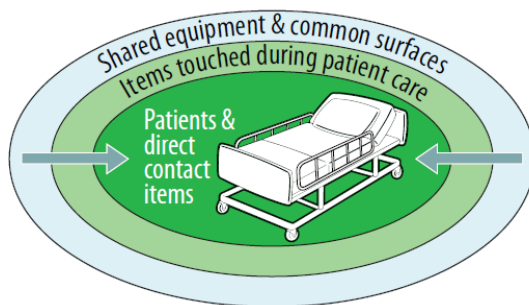 Shared equipment & common surfaces
Items touched during patient care
Patients &
direct
contact
items